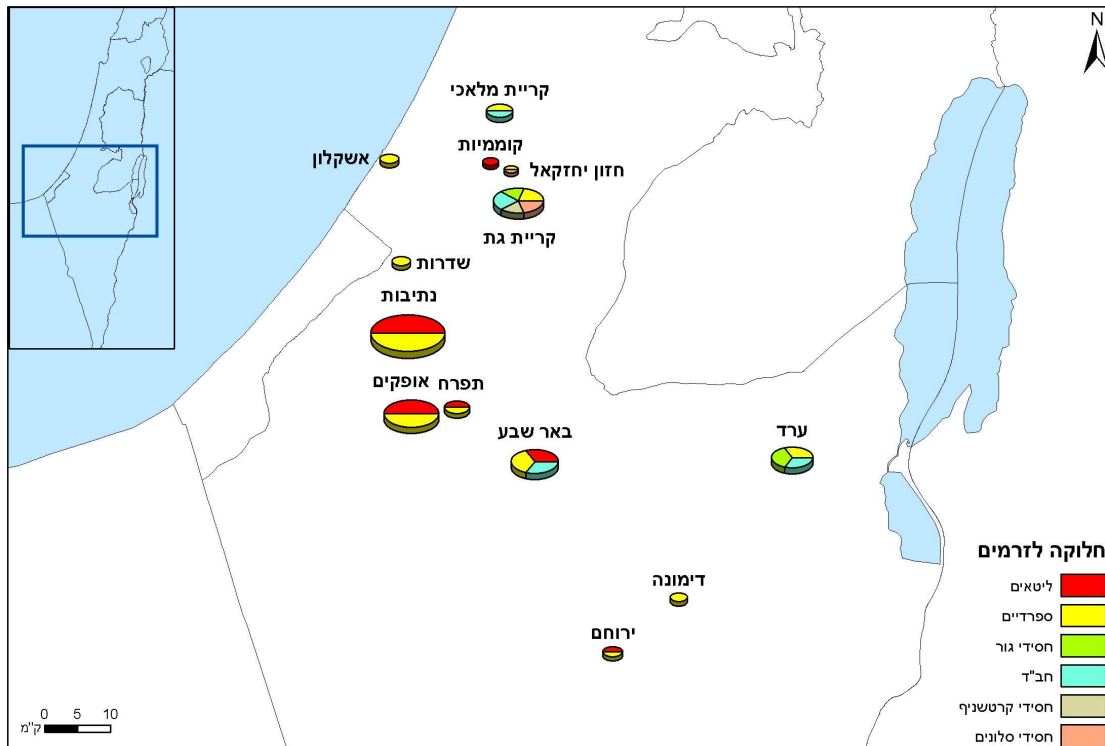 N
קריית מלאכי
קוממיות
אשקלון
חזון יחזקאל
קריית גת
שדרות
נתיבות
אופקים
תפרח
באר שבע
ערד
דימונה
ירוחם
חלוקה לזרמים
ליטאים
ספרדיים
חסידי גור
חב"ד
חסידי קרטשניף
חסידי סלונים
0 5 10
ק"מ